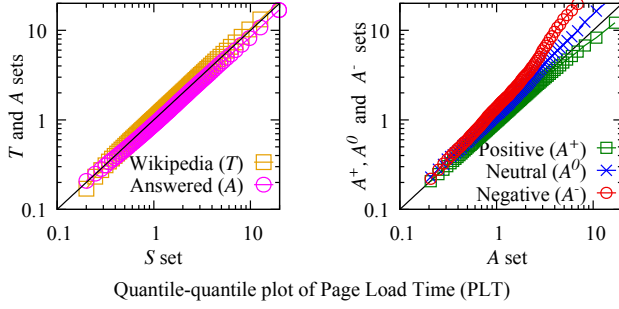 T and A sets
10
1
0.1
0.1
1
10
S set
Wikipedia (T)
Answered (A)
A⁺, A⁰ and A⁻ sets
10
1
0.1
0.1
1
10
A set
Positive (A⁺)
Neutral (A⁰)
Negative (A⁻)
Quantile-quantile plot of Page Load Time (PLT)